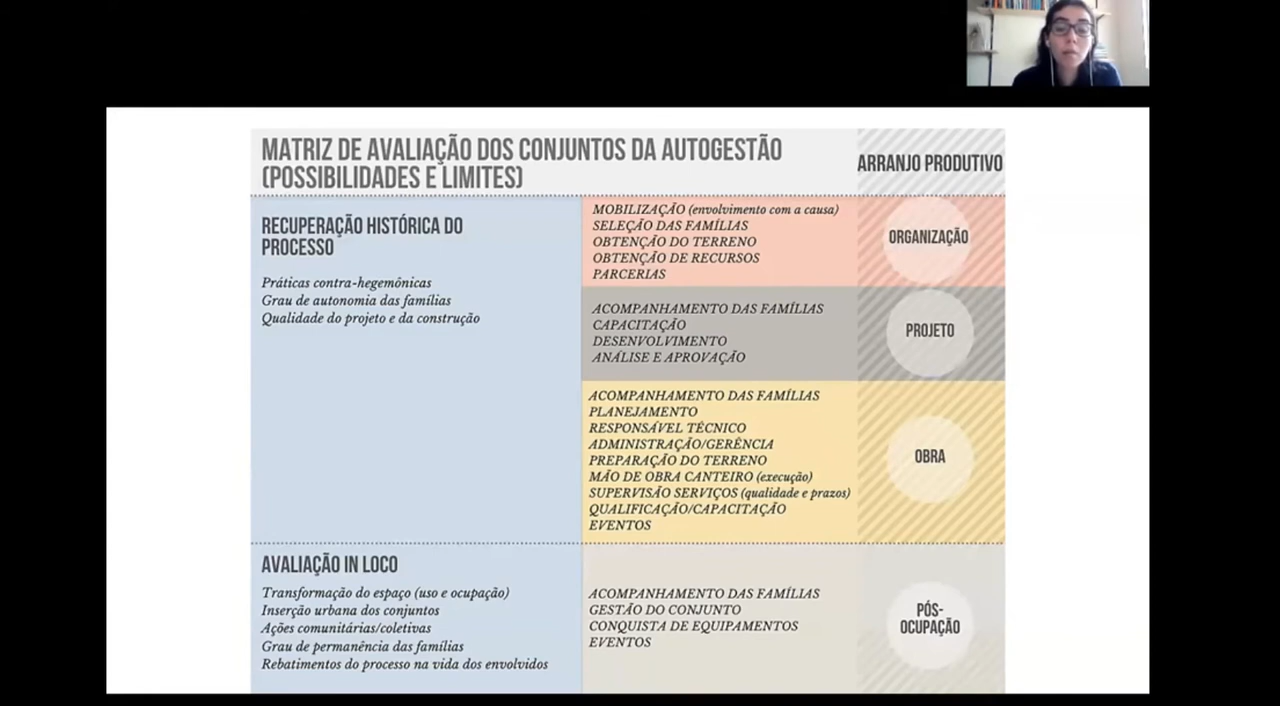 MATRIZ DE AVALIAÇÃO DOS CONJUNTOS DA AUTOGESTÃO
(POSSIBILIDADES E LIMITES)
ARRANJO PRODUTIVO
RECUPERAÇÃO HISTÓRICA DO
PROCESSO
Práticas contra-hegemônicas
Grau de autonomia das famílias
Qualidade do projeto e da construção
MOBILIZAÇÃO (envolvimento com a causa)
SELEÇÃO DAS FAMÍLIAS
OBTENÇÃO DO TERRENO
OBTENÇÃO DE RECURSOS
PARCERIAS
ORGANIZAÇÃO
ACOMPANHAMENTO DAS FAMÍLIAS
CAPACITAÇÃO
DESENVOLVIMENTO
ANÁLISE E APROVAÇÃO
PROJETO
ACOMPANHAMENTO DAS FAMÍLIAS
PLANEJAMENTO
RESPONSÁVEL TÉCNICO
ADMINISTRAÇÃO/GERÊNCIA
PREPARAÇÃO DO TERRENO
MÃO DE OBRA CANTEIRO (execução)
SUPERVISÃO SERVIÇOS (qualidade e prazos)
QUALIFICAÇÃO/CAPACITAÇÃO
EVENTOS
OBRA
AVALIAÇÃO IN LOCO
Transformação do espaço (uso e ocupação)
Inserção urbana dos conjuntos
Ações comunitárias/coletivas
Grau de permanência das famílias
Rebatimentos do processo na vida dos envolvidos
ACOMPANHAMENTO DAS FAMÍLIAS
GESTÃO DO CONJUNTO
CONQUISTA DE EQUIPAMENTOS
EVENTOS
PÓS-
OCUPAÇÃO